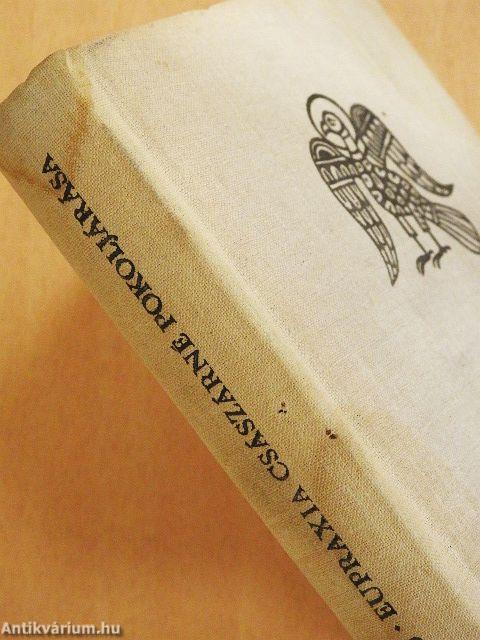 · EUPRAXIA CSÁSZÁRNÉ POKOLJÁRÁSA
Antikvárium.hu